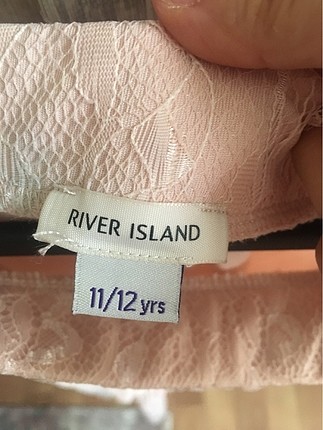 RIVER ISLAND
11/12 yrs